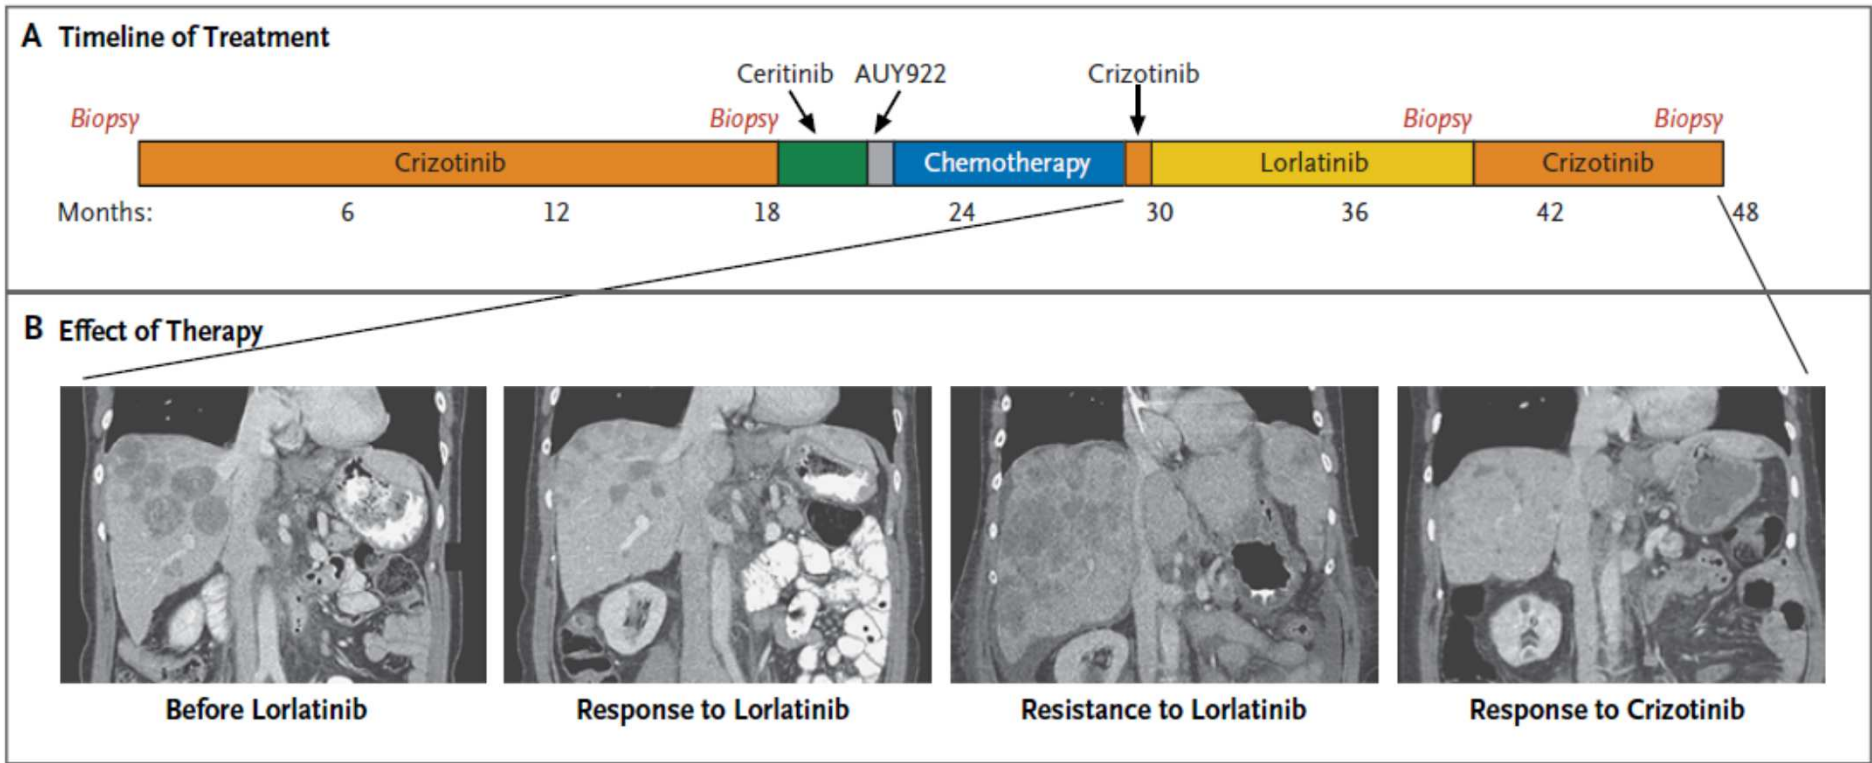 A Timeline of Treatment
Ceritinib AUY922 Crizotinib
Biopsy Biopsy Biopsy Biopsy
Crizotinib Chemotherapy Lorlatinib Crizotinib
Months: 6 12 18 24 30 36 42 48
B Effect of Therapy
Before Lorlatinib Response to Lorlatinib Resistance to Lorlatinib Response to Crizotinib